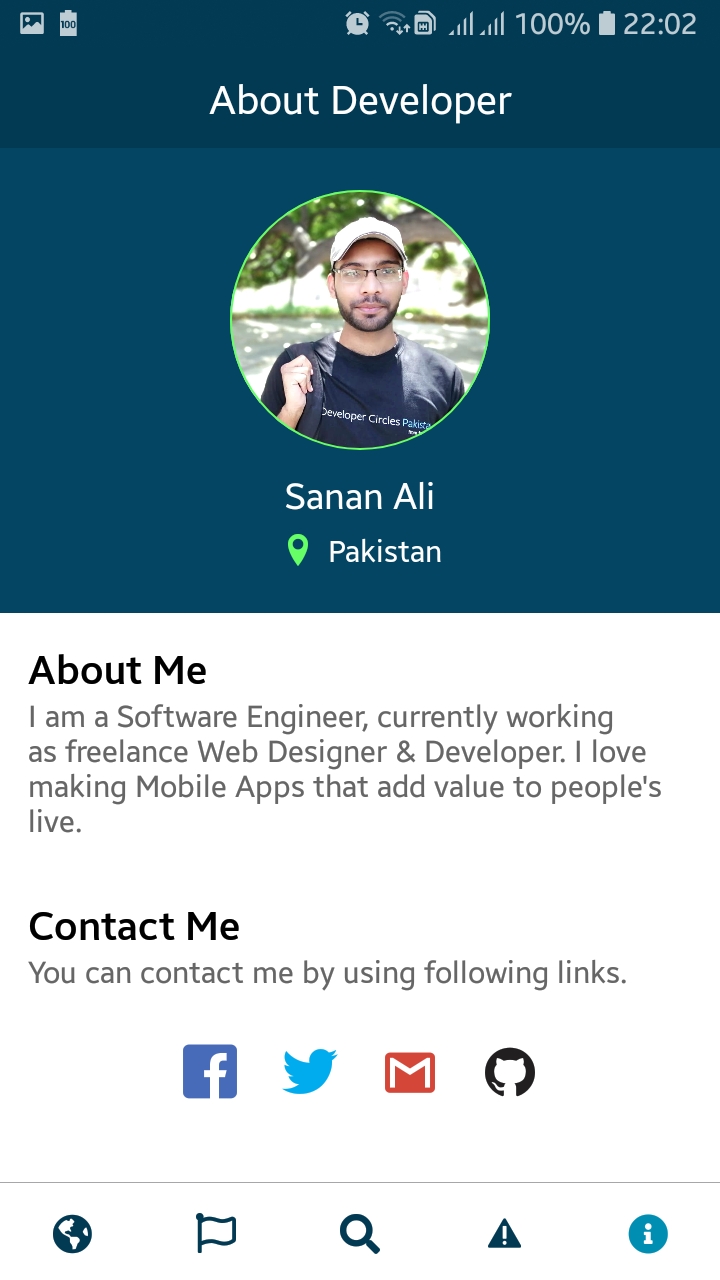 100 100% 22:02
About Developer
Developer Circles Pakista
Sanan Ali
Pakistan
About Me
I am a Software Engineer, currently working
as freelance Web Designer & Developer. I love
making Mobile Apps that add value to people's
live.
Contact Me
You can contact me by using following links.